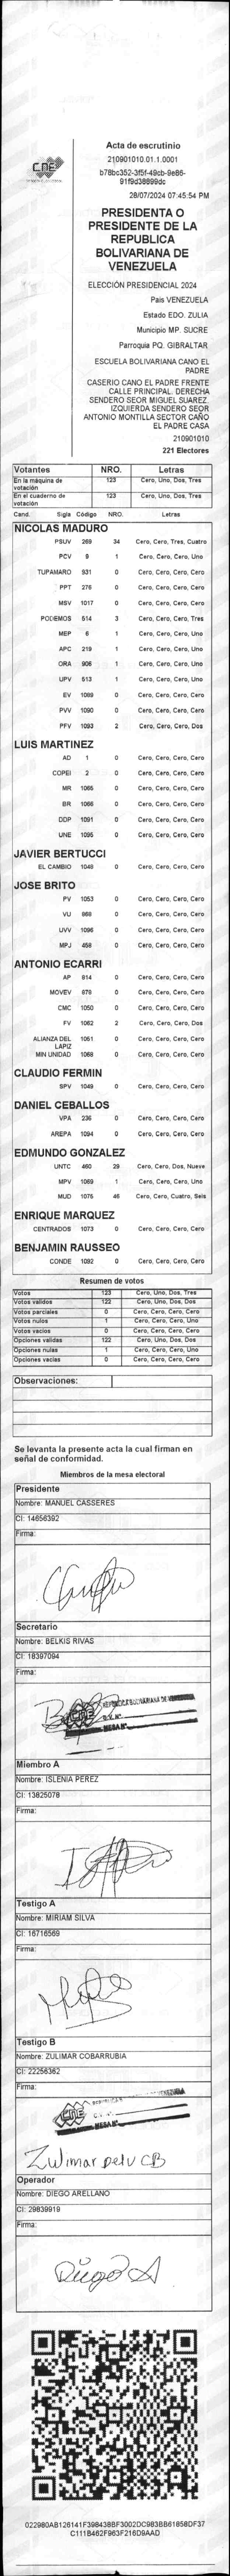 CNE
Acta de escrutinio
210901010.01.1.0001
b76bc352-3f5f-49cb-9e86-
91f9d38899dc
28/07/2024 07:45:54 PM
PRESIDENTA O
PRESIDENTE DE LA
REPUBLICA
BOLIVARIANA DE
VENEZUELA
ELECCIÓN PRESIDENCIAL 2024
Pais VENEZUELA
Estado EDO. ZULIA
Municipio MP. SUCRE
Parroquia PQ. GIBRALTAR
ESCUELA BOLIVARIANA CANO EL
PADRE
CASERIO CANO EL PADRE FRENTE
CALLE PRINCIPAL. DERECHA
SENDERO SEOR MIGUEL SUAREZ.
IZQUIERDA SENDERO SEOR
ANTONIO MONTILLA SECTOR CAÑO
EL PADRE CASA
210901010
221 Electores
Votantes NRO. Letras
En la máquina de votación 123 Cero, Uno, Dos, Tres
En el cuaderno de votación 123 Cero, Uno, Dos, Tres
Cand. Sigla Código NRO. Letras
NICOLAS MADURO
PSUV 269 34 Cero, Cero, Tres, Cuatro
PCV 9 1 Cero, Cero, Cero, Uno
TUPAMARO 931 0 Cero, Cero, Cero, Cero
PPT 276 0 Cero, Cero, Cero, Cero
MSV 1017 0 Cero, Cero, Cero, Cero
PODEMOS 514 3 Cero, Cero, Cero, Tres
MEP 6 1 Cero, Cero, Cero, Uno
APC 219 1 Cero, Cero, Cero, Uno
ORA 906 1 Cero, Cero, Cero, Uno
UPV 613 1 Cero, Cero, Cero, Uno
EV 1089 0 Cero, Cero, Cero, Cero
PVV 1090 0 Cero, Cero, Cero, Cero
PFV 1093 2 Cero, Cero, Cero, Dos
LUIS MARTINEZ
AD 1 0 Cero, Cero, Cero, Cero
COPEI 2 0 Cero, Cero, Cero, Cero
MR 1065 0 Cero, Cero, Cero, Cero
BR 1066 0 Cero, Cero, Cero, Cero
DDP 1091 0 Cero, Cero, Cero, Cero
UNE 1095 0 Cero, Cero, Cero, Cero
JAVIER BERTUCCI
EL CAMBIO 1048 0 Cero, Cero, Cero, Cero
JOSE BRITO
PV 1053 0 Cero, Cero, Cero, Cero
VU 868 0 Cero, Cero, Cero, Cero
UVV 1096 0 Cero, Cero, Cero, Cero
MPJ 458 0 Cero, Cero, Cero, Cero
ANTONIO ECARRI
AP 814 0 Cero, Cero, Cero, Cero
MOVEV 878 0 Cero, Cero, Cero, Cero
CMC 1050 0 Cero, Cero, Cero, Cero
FV 1062 2 Cero, Cero, Cero, Dos
ALIANZA DEL LAPIZ 1051 0 Cero, Cero, Cero, Cero
MIN UNIDAD 1068 0 Cero, Cero, Cero, Cero
CLAUDIO FERMIN
SPV 1049 0 Cero, Cero, Cero, Cero
DANIEL CEBALLOS
VPA 236 0 Cero, Cero, Cero, Cero
AREPA 1094 0 Cero, Cero, Cero, Cero
EDMUNDO GONZALEZ
UNTC 460 29 Cero, Cero, Dos, Nueve
MPV 1069 1 Cero, Cero, Cero, Uno
MUD 1075 46 Cero, Cero, Cuatro, Seis
ENRIQUE MARQUEZ
CENTRADOS 1073 0 Cero, Cero, Cero, Cero
BENJAMIN RAUSSEO
CONDE 1092 0 Cero, Cero, Cero, Cero
Resumen de votos
Votos 123 Cero, Uno, Dos, Tres
Votos validos 122 Cero, Uno, Dos, Dos
Votos parciales 0 Cero, Cero, Cero, Cero
Votos nulos 1 Cero, Cero, Cero, Uno
Votos vacios 0 Cero, Cero, Cero, Cero
Opciones validas 122 Cero, Uno, Dos, Dos
Opciones nulas 1 Cero, Cero, Cero, Uno
Opciones vacias 0 Cero, Cero, Cero, Cero
Observaciones:
Se levanta la presente acta la cual firman en
señal de conformidad.
Miembros de la mesa electoral
Presidente
Nombre: MANUEL CASSERES
CI: 14656392
Firma:
Secretario
Nombre: BELKIS RIVAS
CI: 18397094
Firma:
CNE REPÚBLICA BOLIVARIANA DE VENEZUELA
MESA Nº
Miembro A
Nombre: ISLENIA PEREZ
CI: 13825078
Firma:
Testigo A
Nombre: MIRIAM SILVA
CI: 16716569
Firma:
Testigo B
Nombre: ZULIMAR COBARRUBIA
CI: 22256362
Firma:
CNE
MESA Nº
Zulimar
CB
Operador
Nombre: DIEGO ARELLANO
CI: 29839919
Firma:
Diego A
022980AB126141F398438BF3002DC983BB61858DF37
C111B462F963F216D9AAD